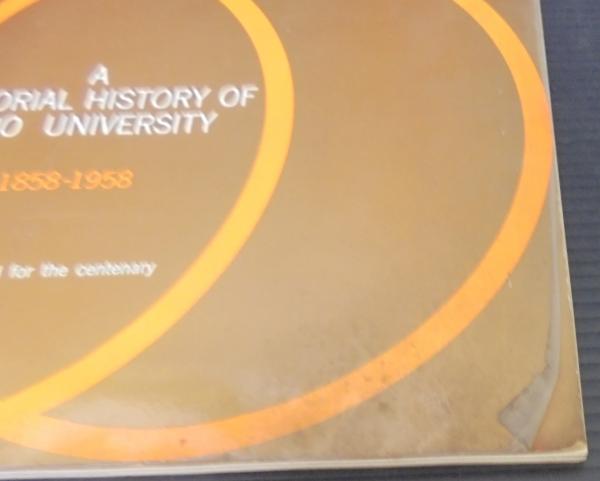 A
ORIAL HISTORY OF
O UNIVERSITY
1858-1958
for the centenary